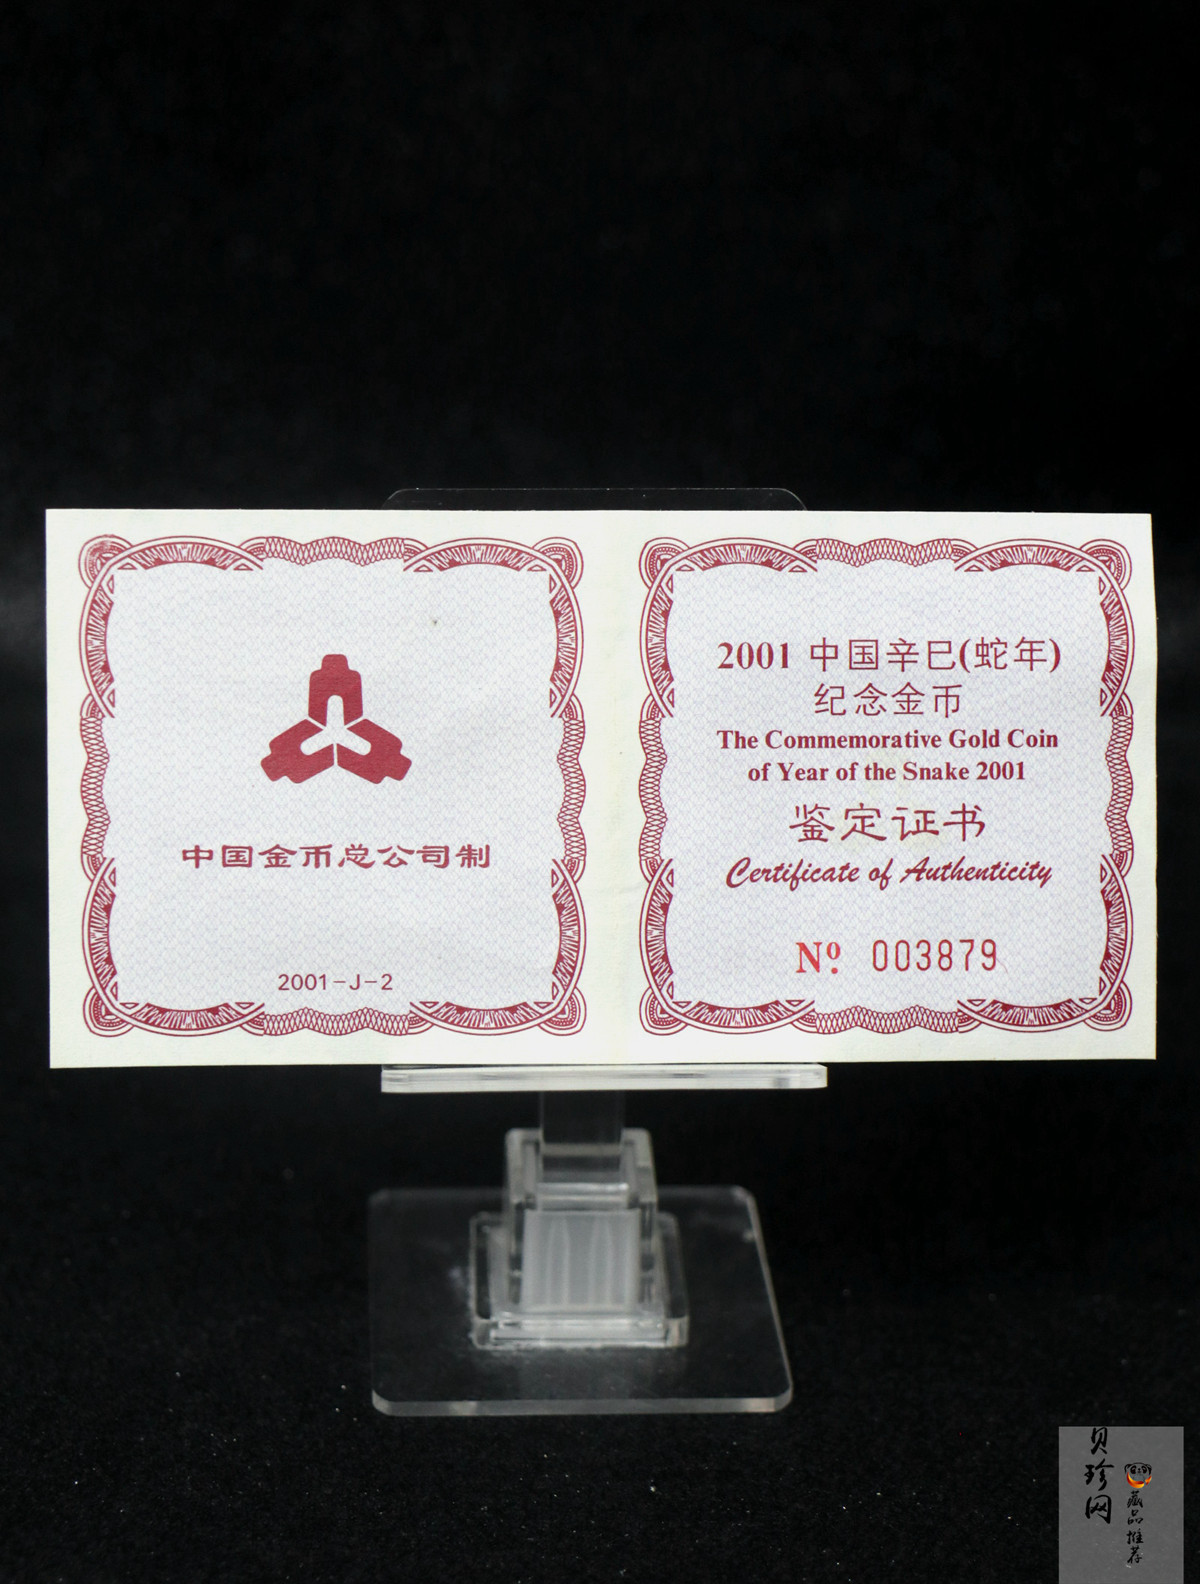 中国金币总公司制
2001-J-2
2001 中国辛巳(蛇年)
纪念金币
The Commemorative Gold Coin
of Year of the Snake 2001
鉴定证书
Certificate of Authenticity
Nº. 003879
贝珍网
藏品推荐